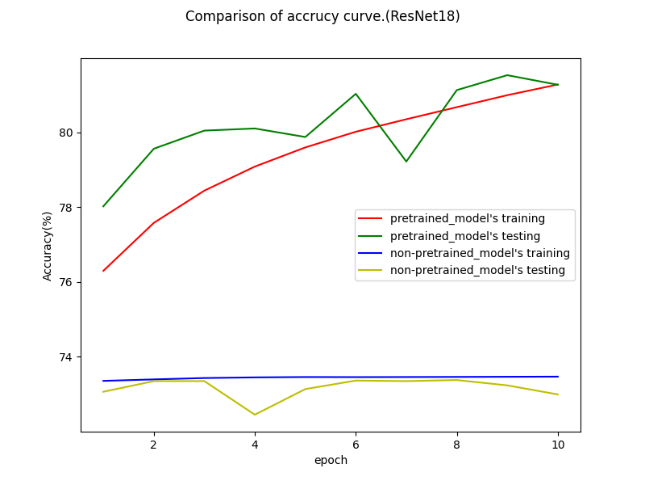 Comparison of accrucy curve.(ResNet18)
Accuracy(%)
80
78
76
74
pretrained_model's training
pretrained_model's testing
non-pretrained_model's training
non-pretrained_model's testing
2 4 6 8 10
epoch